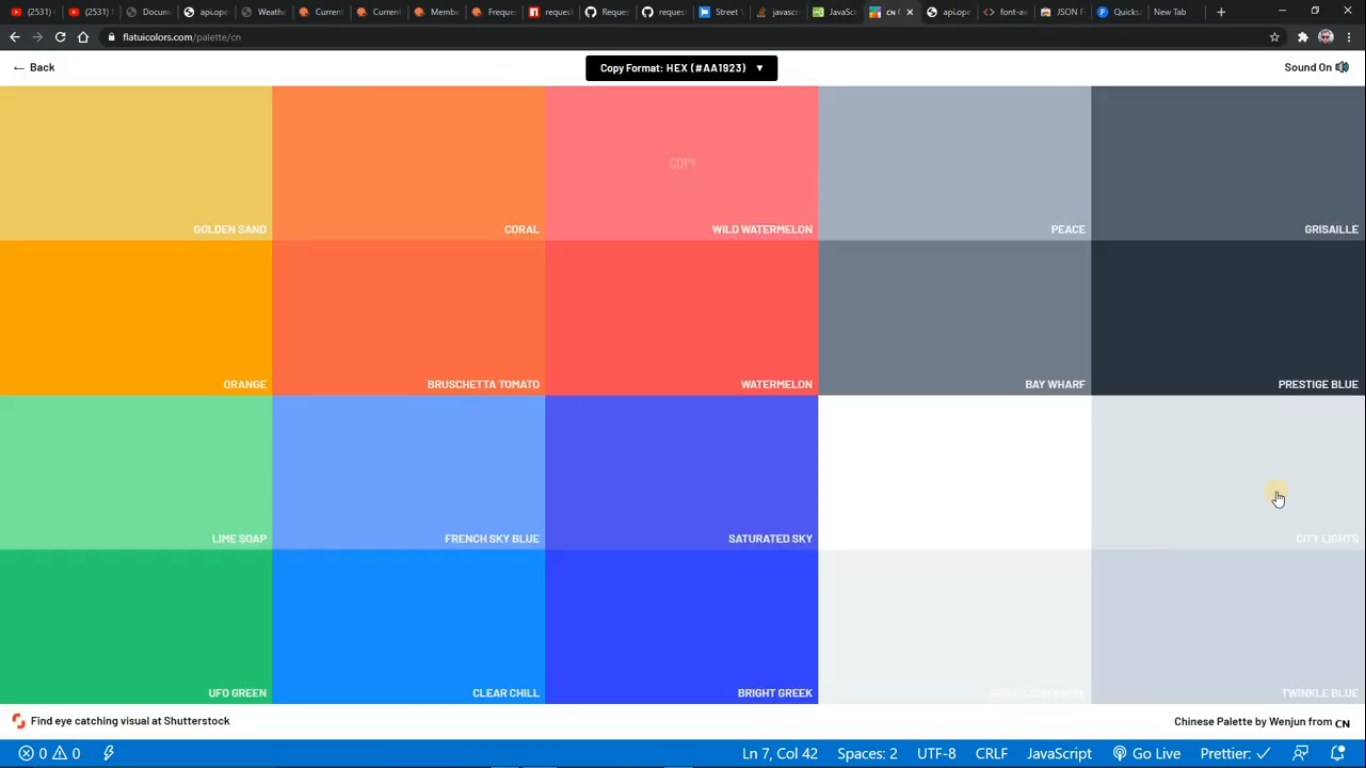 (2531)
(2531)
Docum
api.ope
Weathe
Current
Current
Membe
Freque
request
Reques
request
Street
javascr
JavaSc
CN
api.ope
font-aw
JSON F
Quicks
New Tab
flatuicolors.com/palette/cn
← Back
Copy Format: HEX (#AA1923) ▼
Sound On
COPY
GOLDEN SAND
CORAL
WILD WATERMELON
PEACE
GRISAILLE
ORANGE
BRUSCHETTA TOMATO
WATERMELON
BAY WHARF
PRESTIGE BLUE
LIME SOAP
FRENCH SKY BLUE
SATURATED SKY
CITY LIGHTS
UFO GREEN
CLEAR CHILL
BRIGHT GREEK
TWINKLE BLUE
Find eye catching visual at Shutterstock
Chinese Palette by Wenjun from CN
0 0 Ln 7, Col 42 Spaces: 2 UTF-8 CRLF JavaScript Go Live Prettier: ✓